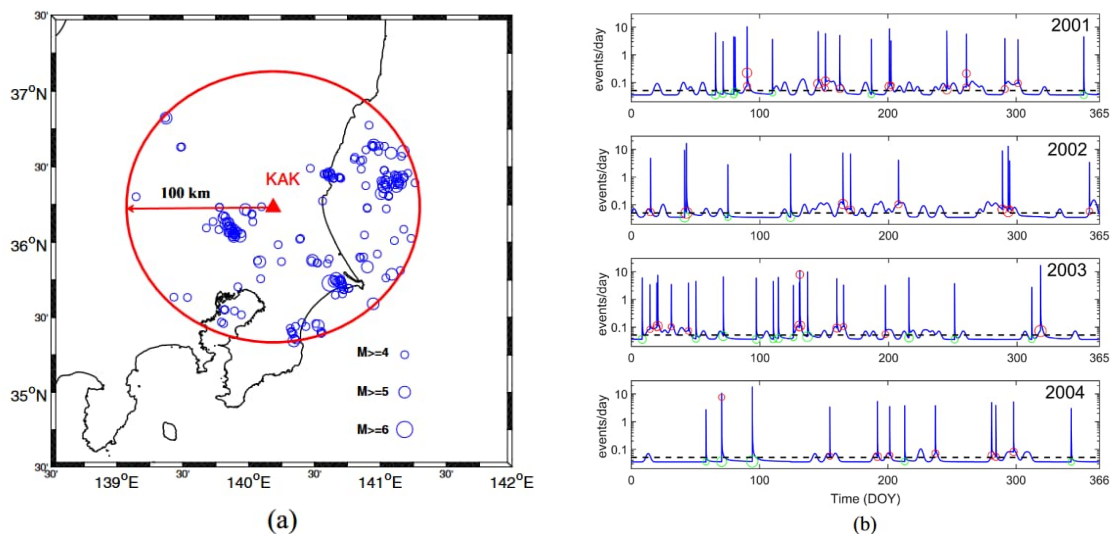 37°N
30'
36°N
30'
35°N
30'
30'
139°E
30'
140°E
30'
141°E
30'
142°E
100 km
KAK
M>=4
M>=5
M>=6
(a)
2001
events/day
10
1
0.1
0
100
200
300
365
2002
events/day
10
1
0.1
0
100
200
300
365
2003
events/day
10
1
0.1
0
100
200
300
365
2004
events/day
10
1
0.1
0
100
200
300
366
Time (DOY)
(b)